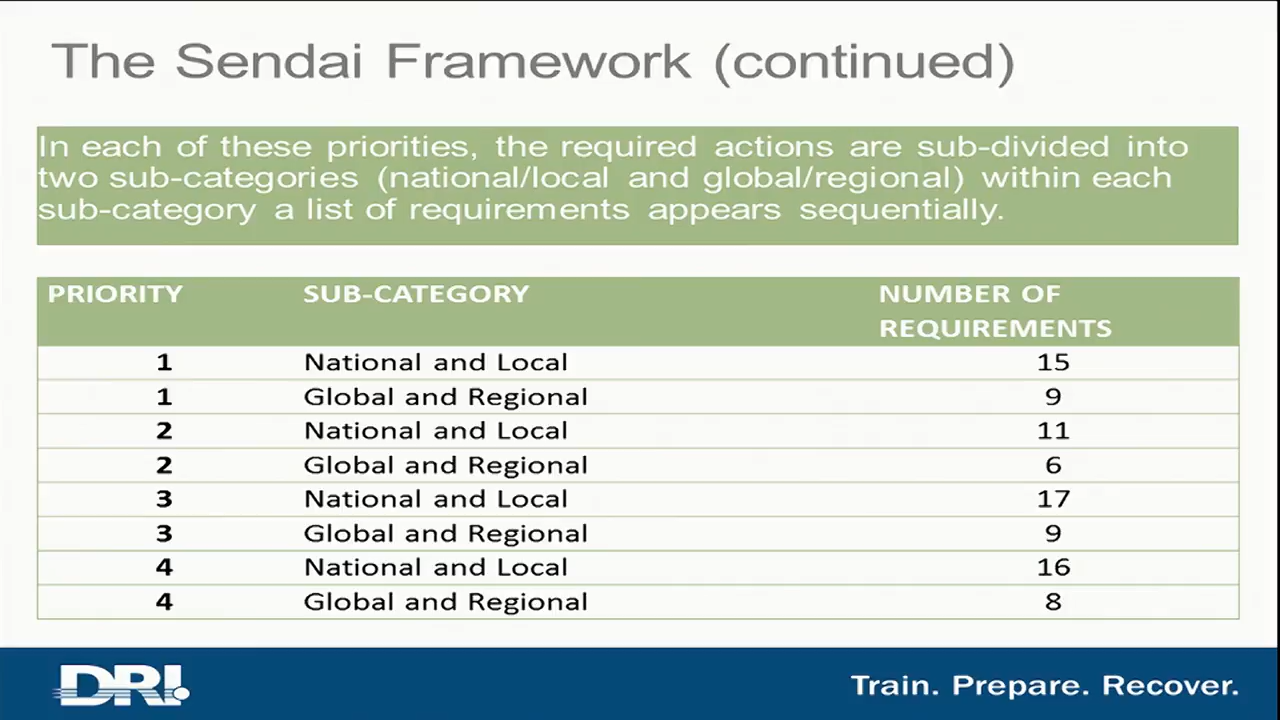 The Sendai Framework (continued)
In each of these priorities, the required actions are sub-divided into
two sub-categories (national/local and global/regional) within each
sub-category a list of requirements appears sequentially.
PRIORITY SUB-CATEGORY NUMBER OF
REQUIREMENTS
1 National and Local 15
1 Global and Regional 9
2 National and Local 11
2 Global and Regional 6
3 National and Local 17
3 Global and Regional 9
4 National and Local 16
4 Global and Regional 8
DRI Train. Prepare. Recover.